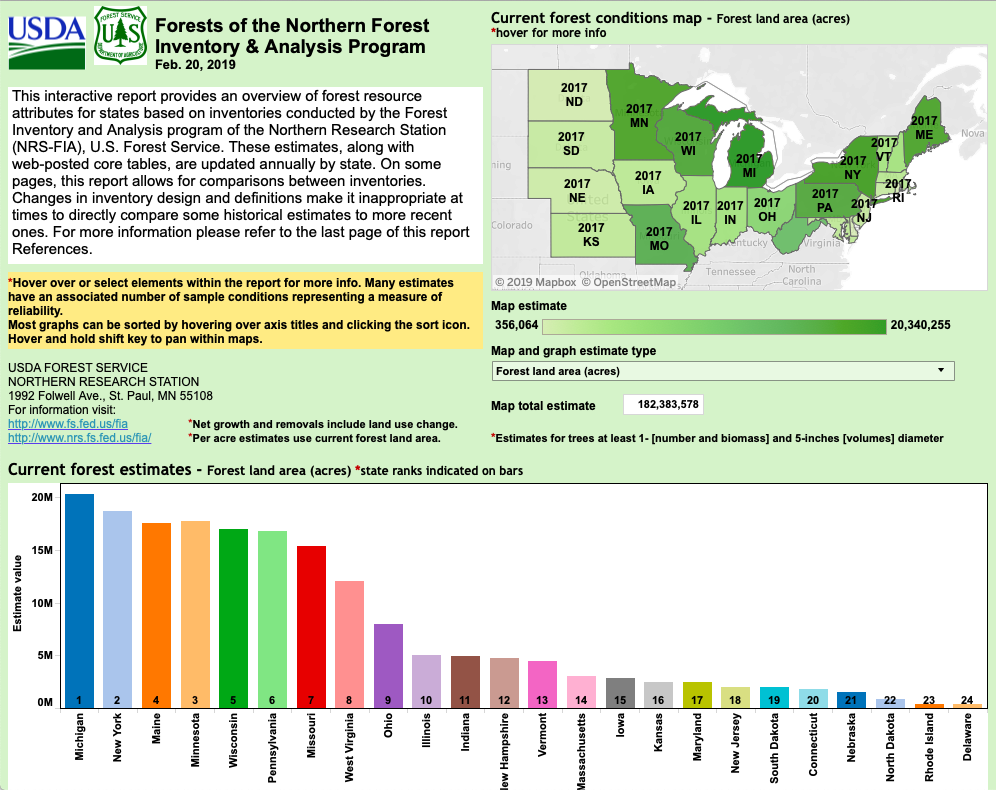 USDA
FOREST SERVICE
U S
DEPARTMENT OF AGRICULTURE
Forests of the Northern Forest
Inventory & Analysis Program
Feb. 20, 2019
This interactive report provides an overview of forest resource
attributes for states based on inventories conducted by the Forest
Inventory and Analysis program of the Northern Research Station
(NRS-FIA), U.S. Forest Service. These estimates, along with
web-posted core tables, are updated annually by state. On some
pages, this report allows for comparisons between inventories.
Changes in inventory design and definitions make it inappropriate at
times to directly compare some historical estimates to more recent
ones. For more information please refer to the last page of this report
References.
*Hover over or select elements within the report for more info. Many estimates
have an associated number of sample conditions representing a measure of
reliability.
Most graphs can be sorted by hovering over axis titles and clicking the sort icon.
Hover and hold shift key to pan within maps.
USDA FOREST SERVICE
NORTHERN RESEARCH STATION
1992 Folwell Ave., St. Paul, MN 55108
For information visit:
http://www.fs.fed.us/fia
http://www.nrs.fs.fed.us/fia/
*Net growth and removals include land use change.
*Per acre estimates use current forest land area.
Current forest conditions map - Forest land area (acres)
*hover for more info
2017 ND
2017 MN
2017 SD
2017 WI
2017 MI
2017 ME
2017 VT
2017 NY
2017 NE
2017 IA
2017 PA
2017 RI
2017 NJ
2017 IL
2017 IN
2017 OH
2017 KS
2017 MO
ming
Nova
United States
Colorado
Kentucky
Virginia
Oklahoma
Tennessee
North Carolina
© 2019 Mapbox © OpenStreetMap
Map estimate
356,064
20,340,255
Map and graph estimate type
Forest land area (acres)
Map total estimate
182,383,578
*Estimates for trees at least 1- [number and biomass] and 5-inches [volumes] diameter
Current forest estimates - Forest land area (acres) *state ranks indicated on bars
Estimate value
20M
15M
10M
5M
0M
1 2 4 3 5 6 7 8 9 10 11 12 13 14 15 16 17 18 19 20 21 22 23 24
Michigan
New York
Maine
Minnesota
Wisconsin
Pennsylvania
Missouri
West Virginia
Ohio
Illinois
Indiana
ew Hampshire
Vermont
Massachusetts
Iowa
Kansas
Maryland
New Jersey
South Dakota
Connecticut
Nebraska
North Dakota
Rhode Island
Delaware